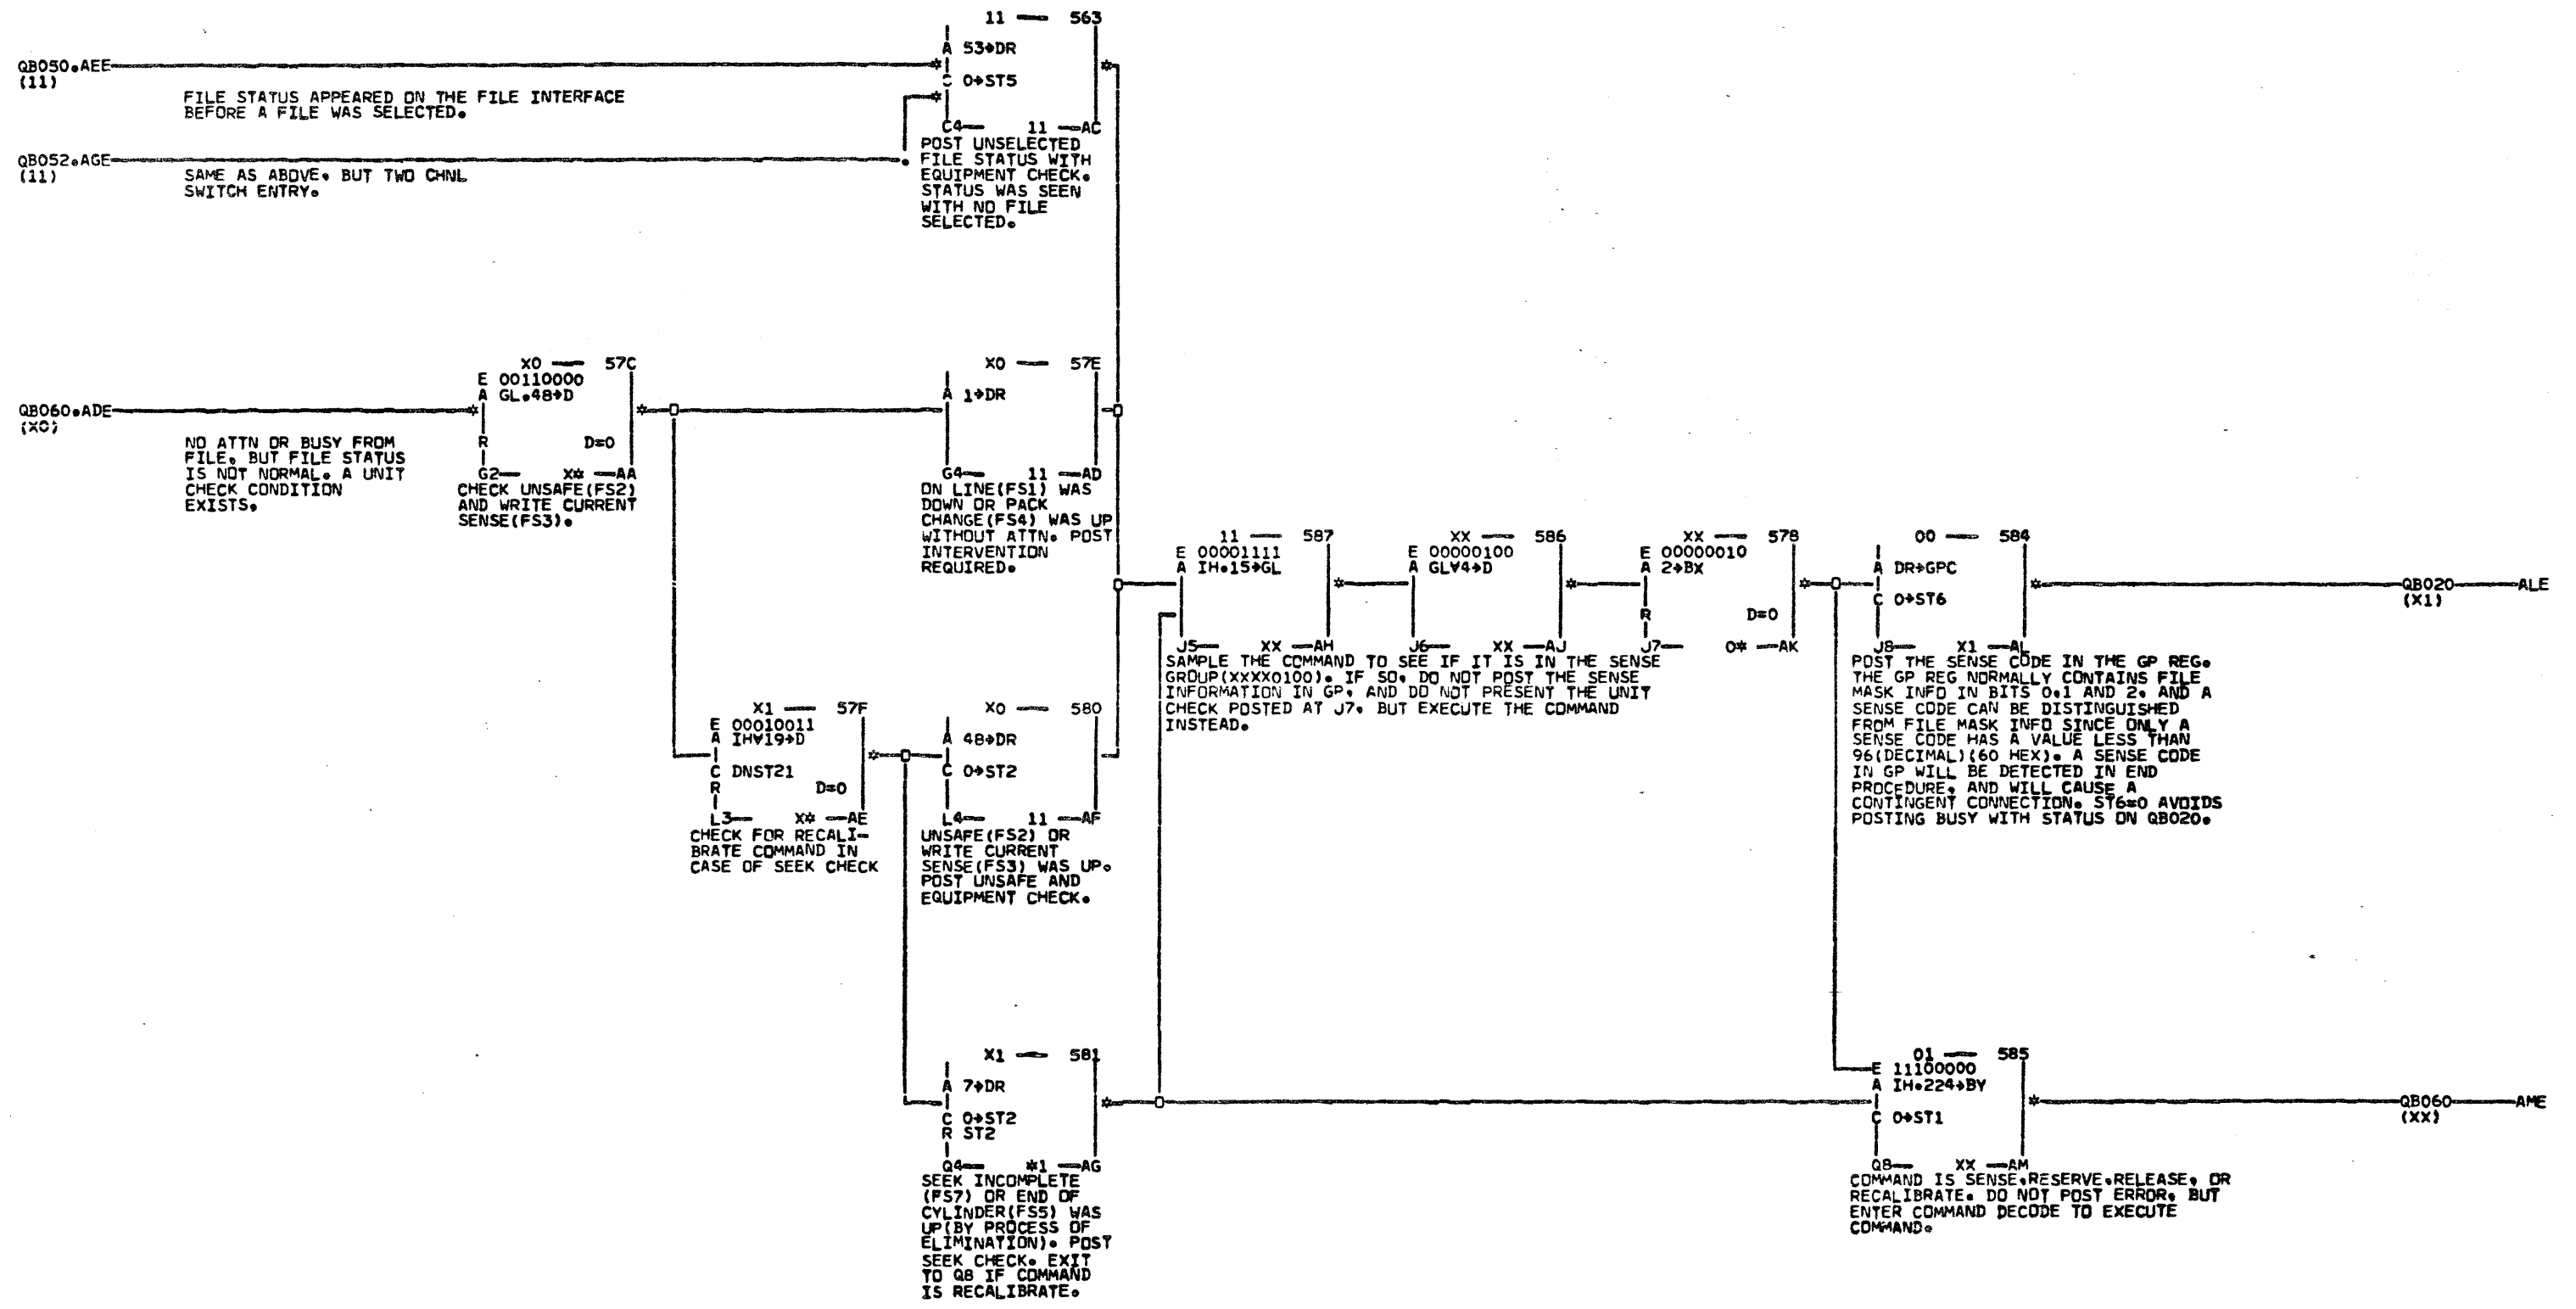 11 — 563
A 53→DR
C 0→ST5
C4— 11 —AC
POST UNSELECTED
FILE STATUS WITH
EQUIPMENT CHECK.
STATUS WAS SEEN
WITH NO FILE
SELECTED.
QB050.AEE
(11)
FILE STATUS APPEARED ON THE FILE INTERFACE
BEFORE A FILE WAS SELECTED.
QB052.AGE
(11)
SAME AS ABOVE, BUT TWO CHNL
SWITCH ENTRY.
QB060.ADE
(X0)
NO ATTN OR BUSY FROM
FILE, BUT FILE STATUS
IS NOT NORMAL. A UNIT
CHECK CONDITION
EXISTS.
X0 — 57C
E 00110000
A GL.48→D
R D=0
G2— X* —AA
CHECK UNSAFE(FS2)
AND WRITE CURRENT
SENSE(FS3).
X0 — 57E
A 1→DR
G4— 11 —AD
ON LINE(FS1) WAS
DOWN OR PACK
CHANGE(FS4) WAS UP
WITHOUT ATTN. POST
INTERVENTION
REQUIRED.
X1 — 57F
E 00010011
A IH∀19→D
C DNST21
R D=0
L3— X* —AE
CHECK FOR RECALI-
BRATE COMMAND IN
CASE OF SEEK CHECK
X0 — 580
A 48→DR
C 0→ST2
L4— 11 —AF
UNSAFE(FS2) OR
WRITE CURRENT
SENSE(FS3) WAS UP.
POST UNSAFE AND
EQUIPMENT CHECK.
X1 — 581
A 7→DR
C 0→ST2
R ST2
Q4— *1 —AG
SEEK INCOMPLETE
(FS7) OR END OF
CYLINDER(FS5) WAS
UP(BY PROCESS OF
ELIMINATION). POST
SEEK CHECK. EXIT
TO Q8 IF COMMAND
IS RECALIBRATE.
11 — 587
E 00001111
A IH.15→GL
J5— XX —AH
XX — 586
E 00000100
A GL∀4→D
J6— XX —AJ
XX — 578
E 00000010
A 2→BX
R D=0
J7— 0* —AK
SAMPLE THE COMMAND TO SEE IF IT IS IN THE SENSE
GROUP(XXXX0100). IF SO, DO NOT POST THE SENSE
INFORMATION IN GP, AND DO NOT PRESENT THE UNIT
CHECK POSTED AT J7, BUT EXECUTE THE COMMAND
INSTEAD.
00 — 584
A DR→GPC
C 0→ST6
J8— X1 —AL
POST THE SENSE CODE IN THE GP REG.
THE GP REG NORMALLY CONTAINS FILE
MASK INFO IN BITS 0,1 AND 2, AND A
SENSE CODE CAN BE DISTINGUISHED
FROM FILE MASK INFO SINCE ONLY A
SENSE CODE HAS A VALUE LESS THAN
96(DECIMAL)(60 HEX). A SENSE CODE
IN GP WILL BE DETECTED IN END
PROCEDURE, AND WILL CAUSE A
CONTINGENT CONNECTION. ST6=0 AVOIDS
POSTING BUSY WITH STATUS ON QB020.
QB020 ALE
(X1)
01 — 585
E 11100000
A IH.224→BY
C 0→ST1
Q8— XX —AM
COMMAND IS SENSE,RESERVE,RELEASE, OR
RECALIBRATE. DO NOT POST ERROR, BUT
ENTER COMMAND DECODE TO EXECUTE
COMMAND.
QB060 AME
(XX)